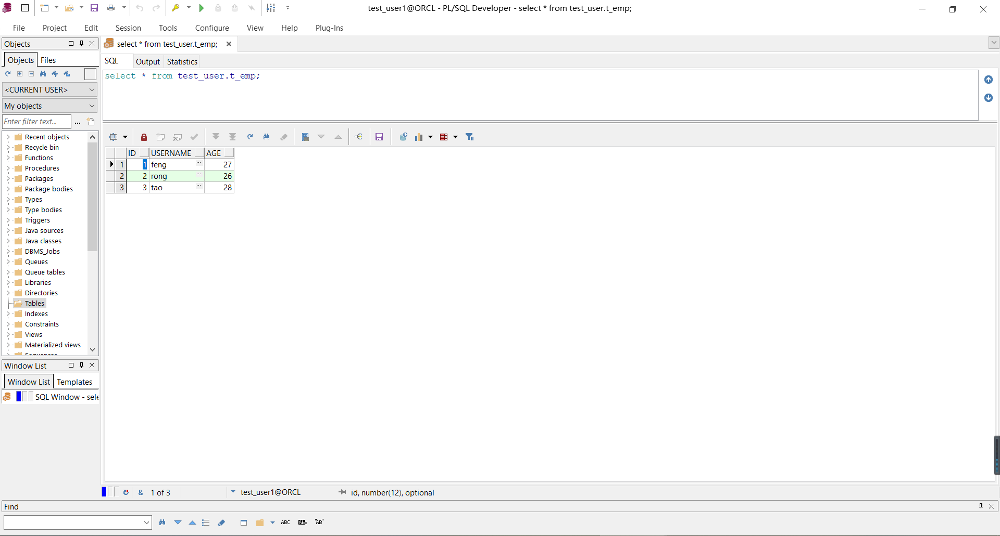 test_user1@ORCL - PL/SQL Developer - select * from test_user.t_emp;
File Project Edit Session Tools Configure View Help Plug-Ins
Objects
select * from test_user.t_emp;
Objects Files
SQL Output Statistics
select * from test_user.t_emp;
<CURRENT USER>
My objects
Enter filter text... ...
Recent objects
Recycle bin
Functions
Procedures
Packages
Package bodies
Types
Type bodies
Triggers
Java sources
Java classes
DBMS_Jobs
Queues
Queue tables
Libraries
Directories
Tables
Indexes
Constraints
Views
Materialized views
Sequences
ID USERNAME AGE
1 1 feng ... 27
2 2 rong ... 26
3 3 tao ... 28
Window List
Window List Templates
SQL Window - sele
& 1 of 3 test_user1@ORCL id, number(12), optional
Find
ABC ABc "AB"